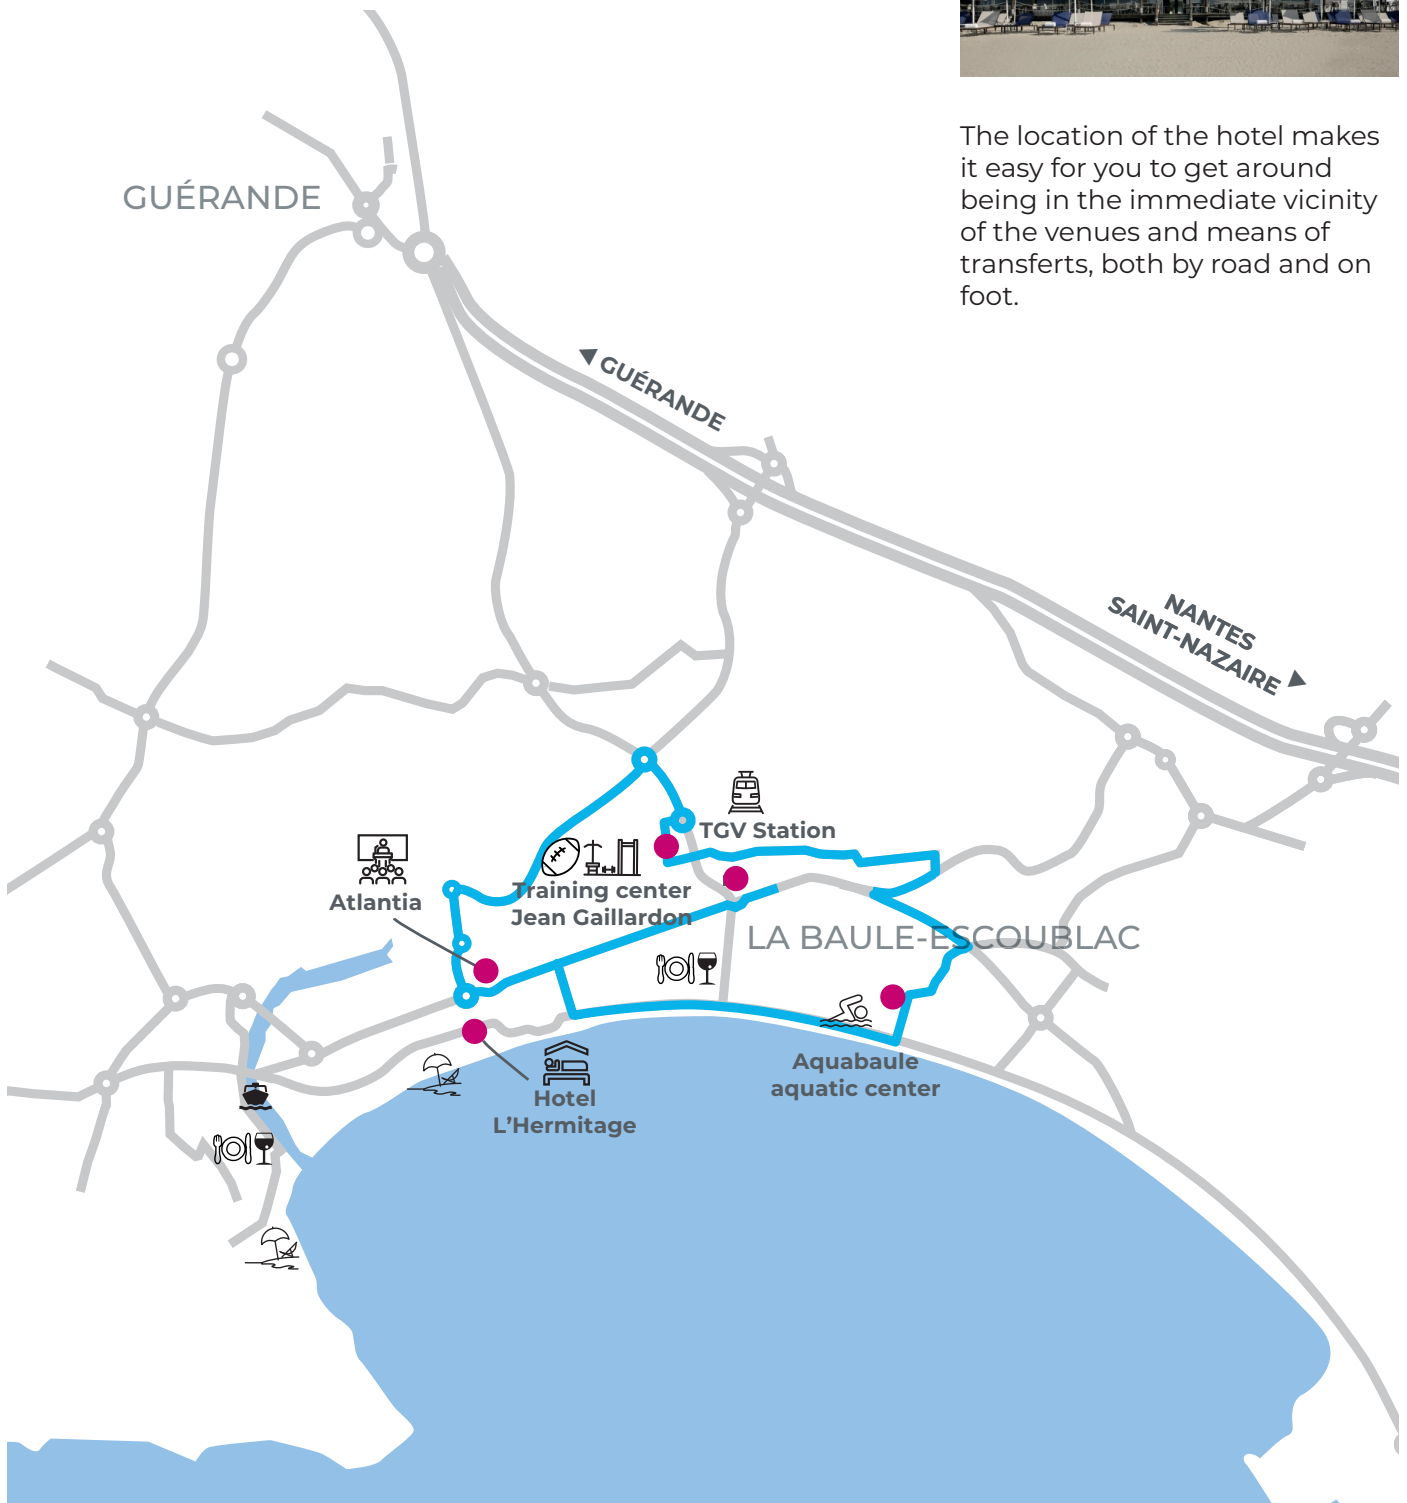 The location of the hotel makes
it easy for you to get around
being in the immediate vicinity
of the venues and means of
transferts, both by road and on
foot.
GUÉRANDE
GUÉRANDE
NANTES
SAINT-NAZAIRE
TGV Station
Training center
Jean Gaillardon
Atlantia
LA BAULE-ESCOUBLAC
Aquabaule
aquatic center
Hotel
L’Hermitage